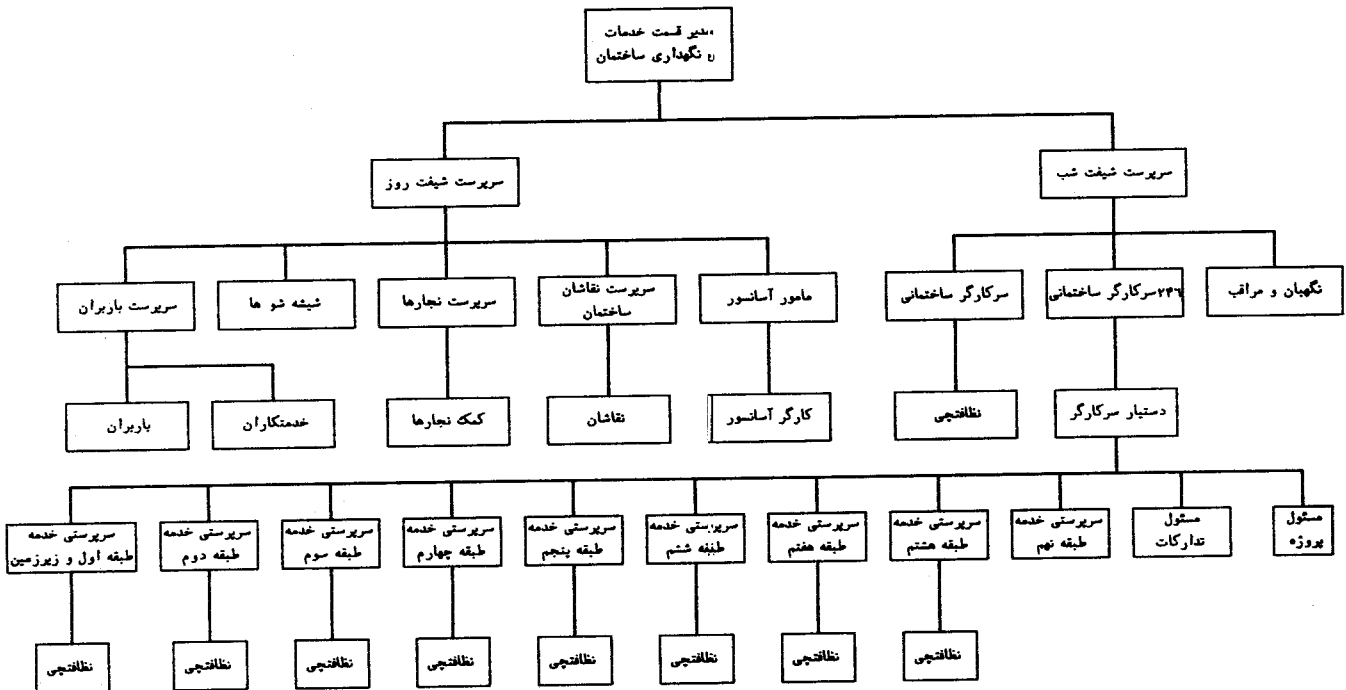 مدیر قسمت خدمات
و نگهداری ساختمان
سرپرست شیفت شب
سرپرست شیفت روز
نگهبان و مراقب
۲۴۶سرکارگر ساختمانی
سرکارگر ساختمانی
مامور آسانسور
سرپرست نقاشان
ساختمان
سرپرست نجارها
شیشه شو ها
سرپرست باربران
دستیار سرکارگر
نظافتچی
کارگر آسانسور
نقاشان
کمک نجارها
خدمتکاران
باربران
مسئول
پروژه
مسئول
تدارکات
سرپرستی خدمه
طبقه نهم
سرپرستی خدمه
طبقه هشتم
سرپرستی خدمه
طبقه هفتم
سرپرستی خدمه
طبقه ششم
سرپرستی خدمه
طبقه پنجم
سرپرستی خدمه
طبقه چهارم
سرپرستی خدمه
طبقه سوم
سرپرستی خدمه
طبقه دوم
سرپرستی خدمه
طبقه اول و زیرزمین
نظافتچی
نظافتچی
نظافتچی
نظافتچی
نظافتچی
نظافتچی
نظافتچی
نظافتچی